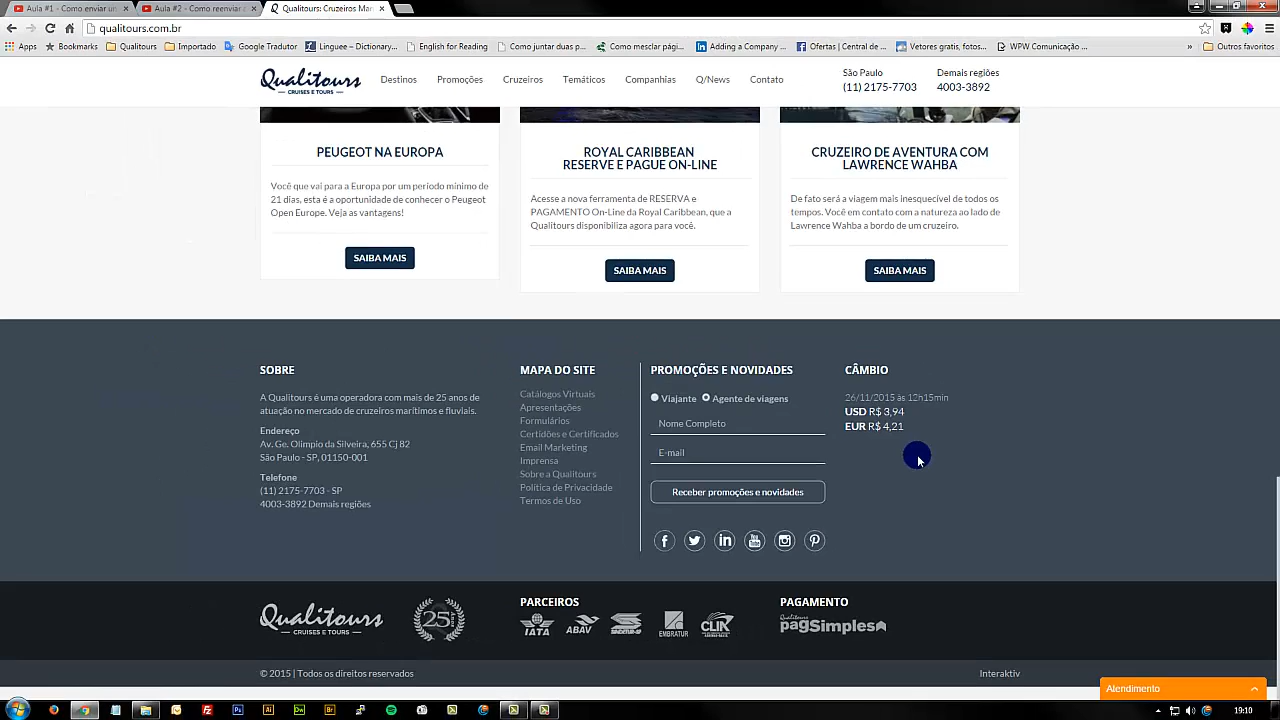 Aula #1 - Como enviar un
Aula #2 - Como reenviar a
Qualitours: Cruzeiros Mar
qualitours.com.br
Apps
Bookmarks
Qualitours
Importado
Google Tradutor
Linguee – Dictionary...
English for Reading
Como juntar duas p...
Como mesclar pági...
Adding a Company ...
Ofertas | Central de ...
Vetores gratis, fotos...
WPW Comunicação ...
»
Outros favoritos
Qualitours
CRUISES E TOURS
Destinos
Promoções
Cruzeiros
Temáticos
Companhias
Q/News
Contato
São Paulo
(11) 2175-7703
Demais regiões
4003-3892
PEUGEOT NA EUROPA
Você que vai para a Europa por um período mínimo de
21 dias, esta é a oportunidade de conhecer o Peugeot
Open Europe. Veja as vantagens!
SAIBA MAIS
ROYAL CARIBBEAN
RESERVE E PAGUE ON-LINE
Acesse a nova ferramenta de RESERVA e
PAGAMENTO On-Line da Royal Caribbean, que a
Qualitours disponibiliza agora para você.
SAIBA MAIS
CRUZEIRO DE AVENTURA COM
LAWRENCE WAHBA
De fato será a viagem mais inesquecível de todos os
tempos. Você em contato com a natureza ao lado de
Lawrence Wahba a bordo de um cruzeiro.
SAIBA MAIS
SOBRE
A Qualitours é uma operadora com mais de 25 anos de
atuação no mercado de cruzeiros marítimos e fluviais.
Endereço
Av. Ge. Olimpio da Silveira, 655 Cj 82
São Paulo - SP, 01150-001
Telefone
(11) 2175-7703 - SP
4003-3892 Demais regiões
MAPA DO SITE
Catálogos Virtuais
Apresentações
Formulários
Certidões e Certificados
Email Marketing
Imprensa
Sobre a Qualitours
Política de Privacidade
Termos de Uso
PROMOÇÕES E NOVIDADES
Viajante
Agente de viagens
Nome Completo
E-mail
Receber promoções e novidades
CÂMBIO
26/11/2015 às 12h15min
USD R$ 3,94
EUR R$ 4,21
Qualitours
CRUISES E TOURS
25
PARCEIROS
IATA
ABAV
EMBRATUR
CLIA
PAGAMENTO
Qualitours
pagSimples
© 2015 | Todos os direitos reservados
Interaktiv
Atendimento
19:10